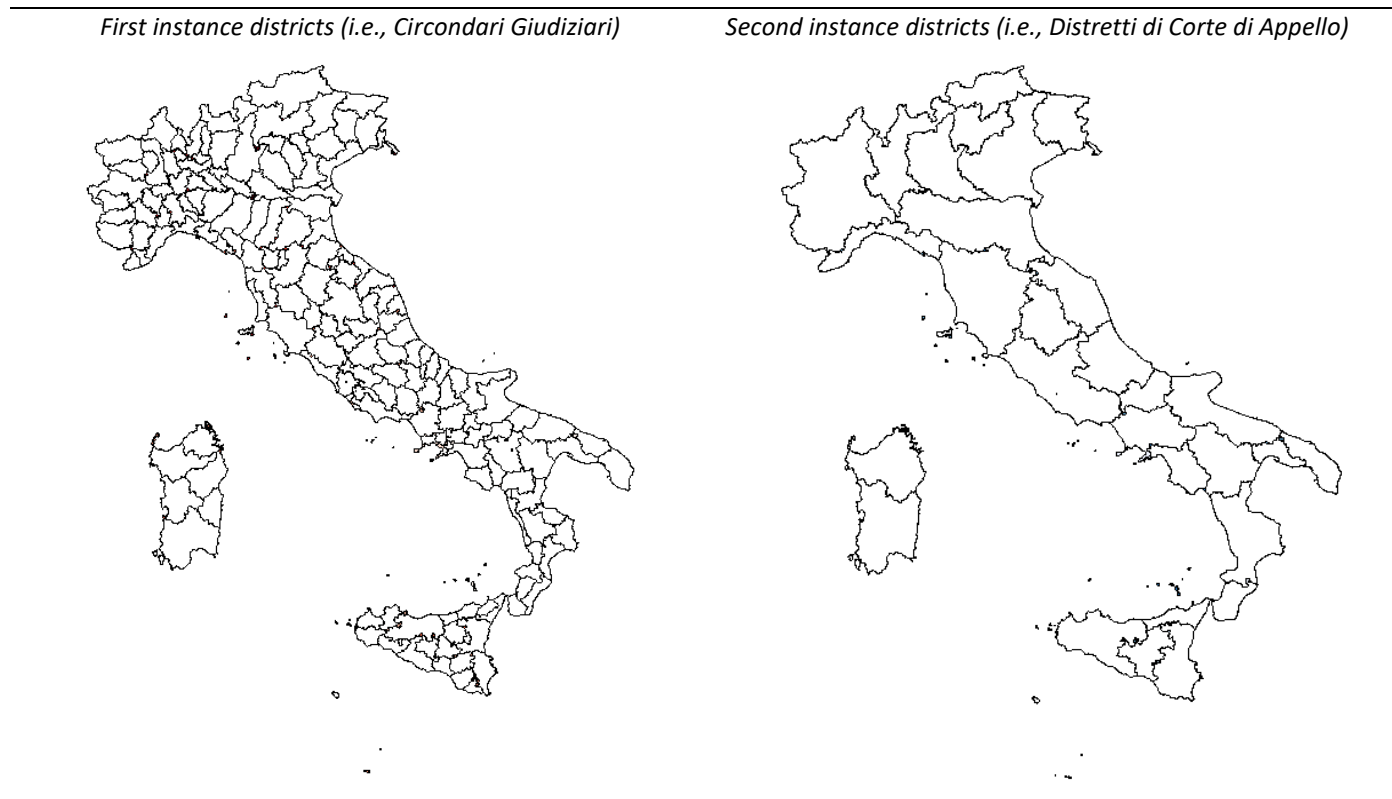 First instance districts (i.e., Circondari Giudiziari)
Second instance districts (i.e., Distretti di Corte di Appello)